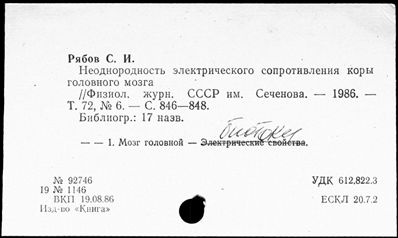 Рябов С. И.
Неоднородность электрического сопротивления коры
головного мозга
//Физиол. журн. СССР им. Сеченова. — 1986. —
Т. 72, № 6. — С. 846—848.
Библиогр.: 17 назв.
биотоки
— — 1. Мозг головной — Электрические свойства.
№ 92746
19 № 1146
ВКП 19.08.86
Изд-во «Книга»
УДК 612,822.3
ЕСКЛ 20.7.2